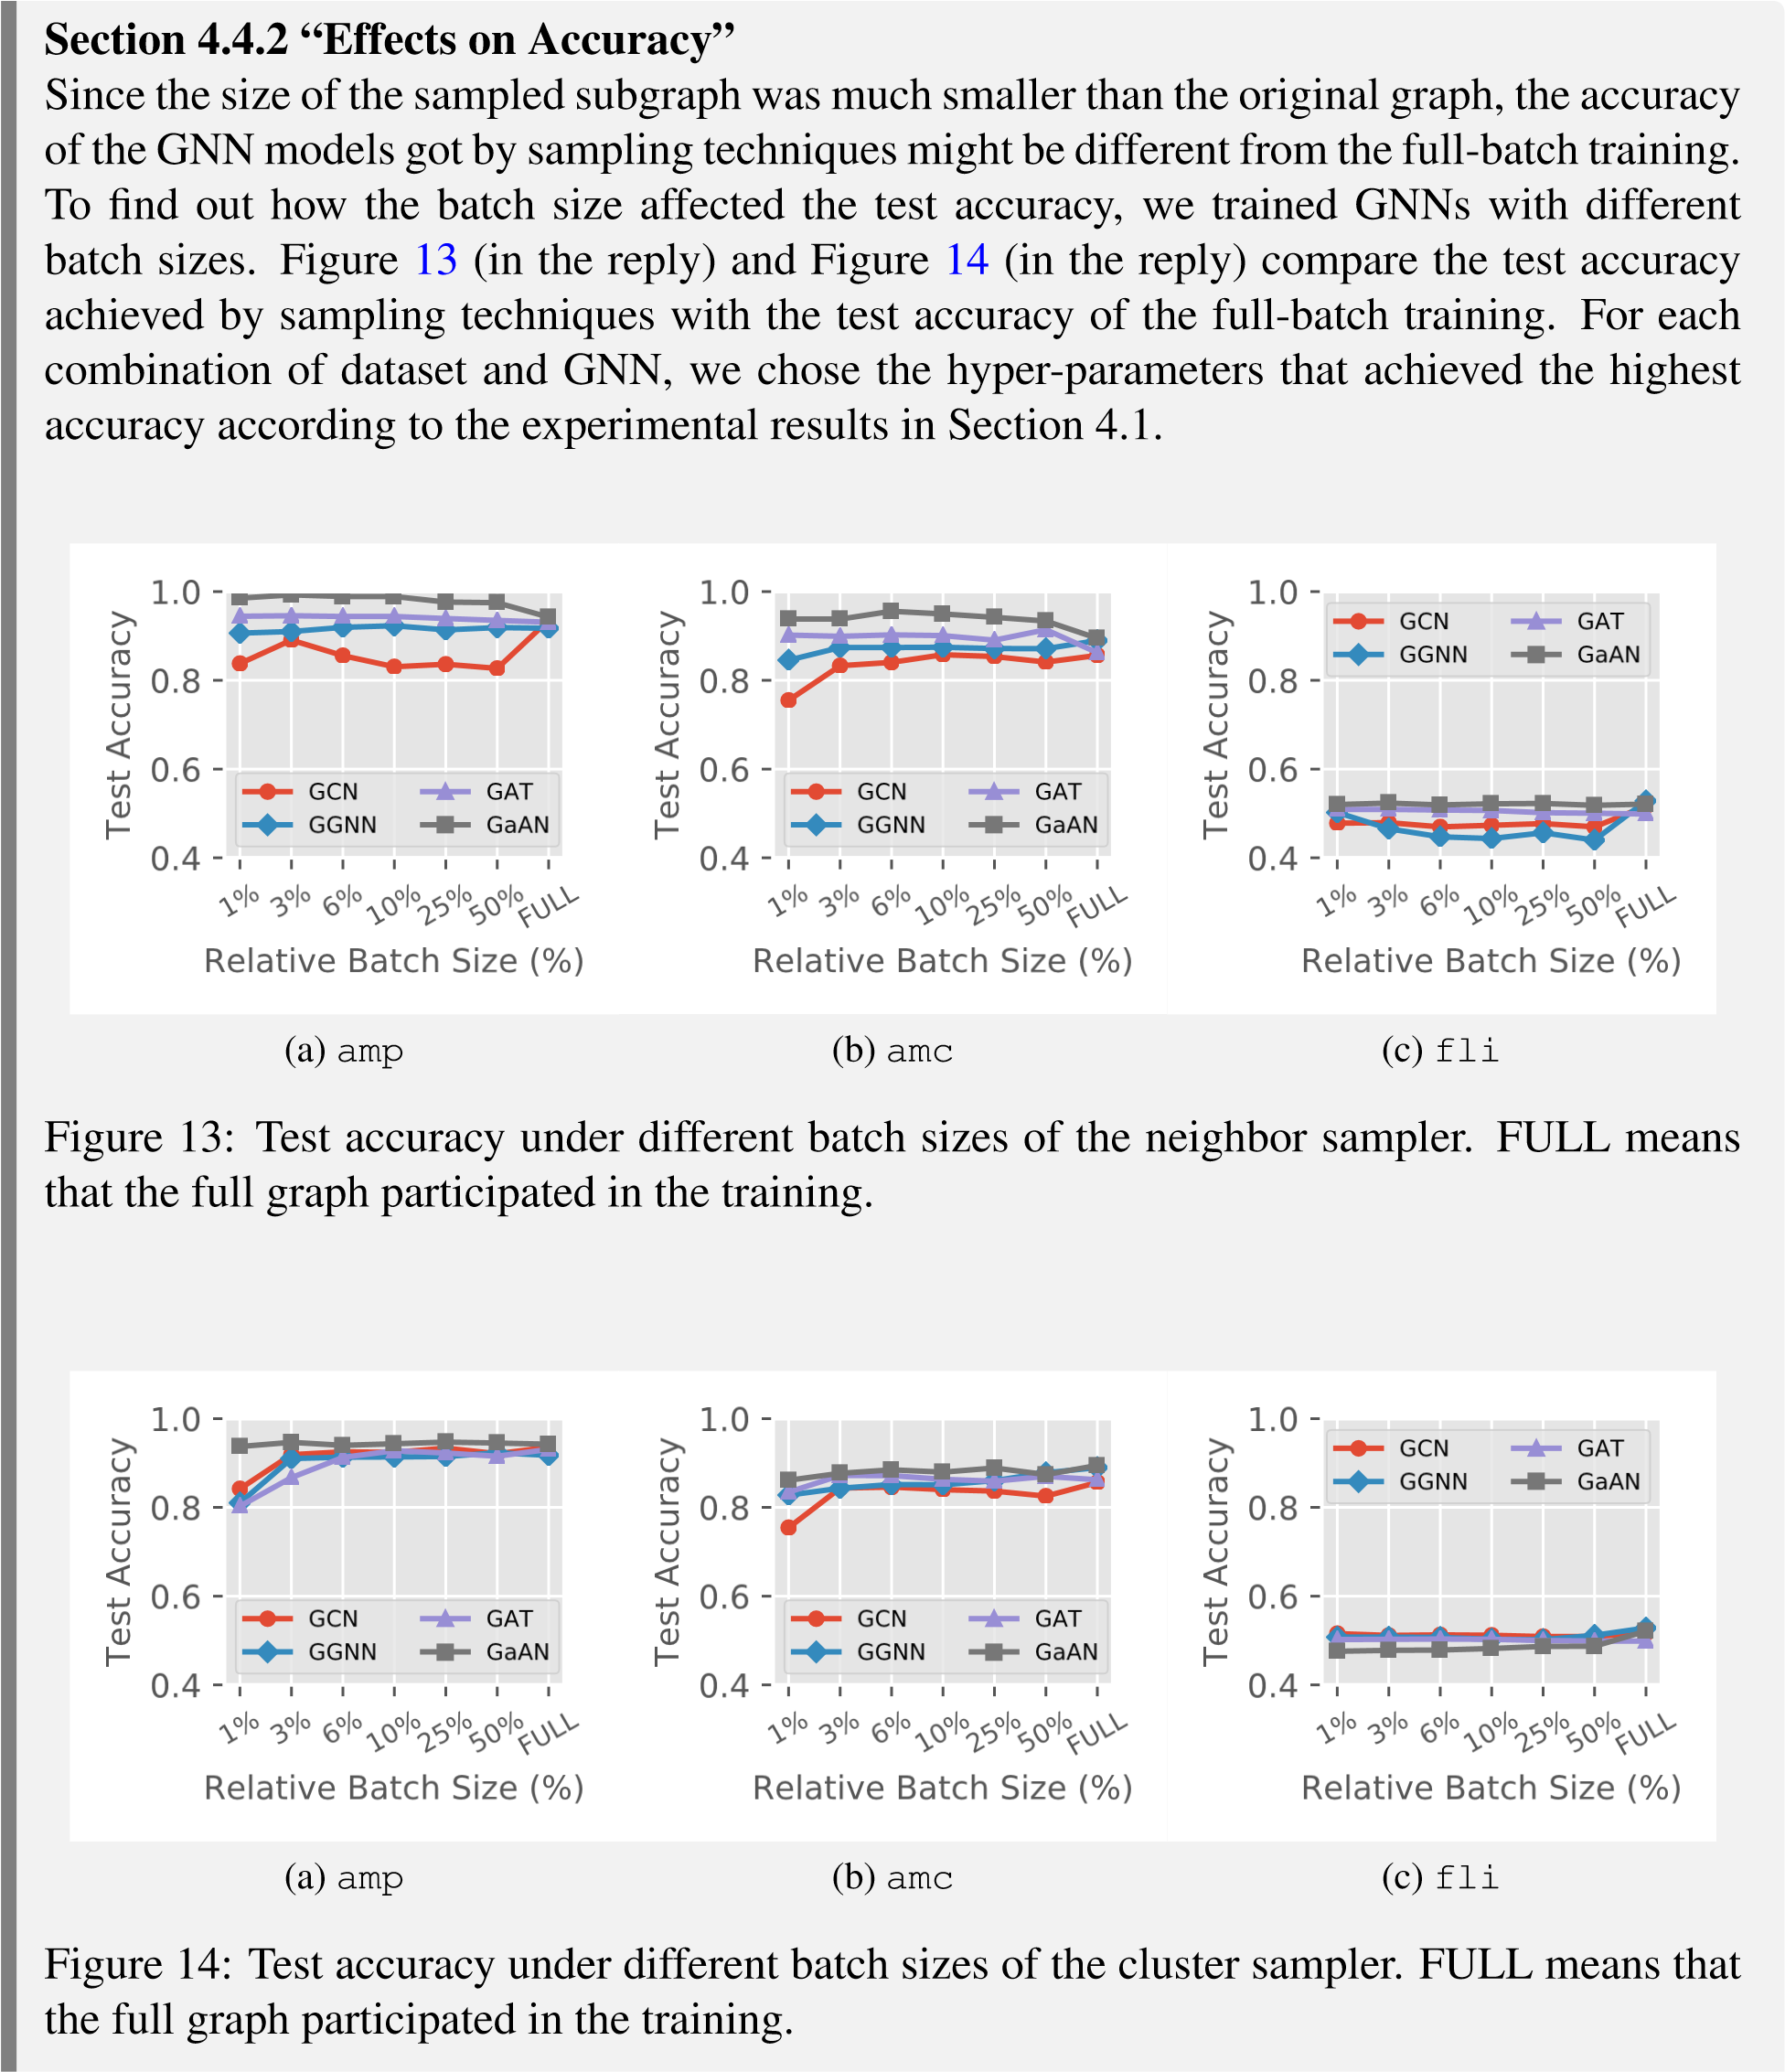 Section 4.4.2 “Effects on Accuracy”
Since the size of the sampled subgraph was much smaller than the original graph, the accuracy
of the GNN models got by sampling techniques might be different from the full-batch training.
To find out how the batch size affected the test accuracy, we trained GNNs with different
batch sizes. Figure 13 (in the reply) and Figure 14 (in the reply) compare the test accuracy
achieved by sampling techniques with the test accuracy of the full-batch training. For each
combination of dataset and GNN, we chose the hyper-parameters that achieved the highest
accuracy according to the experimental results in Section 4.1.
Test Accuracy
1.0
0.8
0.6
0.4
GCN
GGNN
GAT
GaAN
1% 3% 6% 10% 25% 50% FULL
Relative Batch Size (%)
(a) amp
Test Accuracy
1.0
0.8
0.6
0.4
GCN
GGNN
GAT
GaAN
1% 3% 6% 10% 25% 50% FULL
Relative Batch Size (%)
(b) amc
Test Accuracy
1.0
0.8
0.6
0.4
GCN
GGNN
GAT
GaAN
1% 3% 6% 10% 25% 50% FULL
Relative Batch Size (%)
(c) fli
Figure 13: Test accuracy under different batch sizes of the neighbor sampler. FULL means
that the full graph participated in the training.
Test Accuracy
1.0
0.8
0.6
0.4
GCN
GGNN
GAT
GaAN
1% 3% 6% 10% 25% 50% FULL
Relative Batch Size (%)
(a) amp
Test Accuracy
1.0
0.8
0.6
0.4
GCN
GGNN
GAT
GaAN
1% 3% 6% 10% 25% 50% FULL
Relative Batch Size (%)
(b) amc
Test Accuracy
1.0
0.8
0.6
0.4
GCN
GGNN
GAT
GaAN
1% 3% 6% 10% 25% 50% FULL
Relative Batch Size (%)
(c) fli
Figure 14: Test accuracy under different batch sizes of the cluster sampler. FULL means that
the full graph participated in the training.